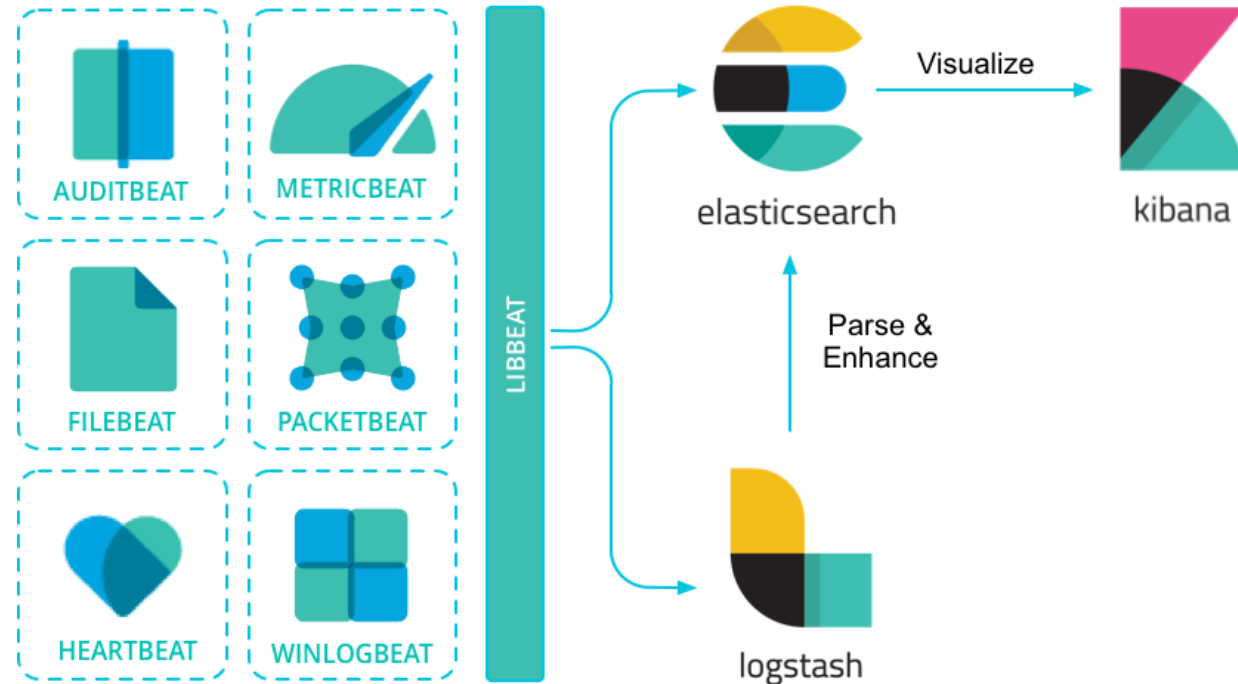 AUDITBEAT
METRICBEAT
FILEBEAT
PACKETBEAT
HEARTBEAT
WINLOGBEAT
LIBBEAT
elasticsearch
Visualize
kibana
Parse &
Enhance
logstash